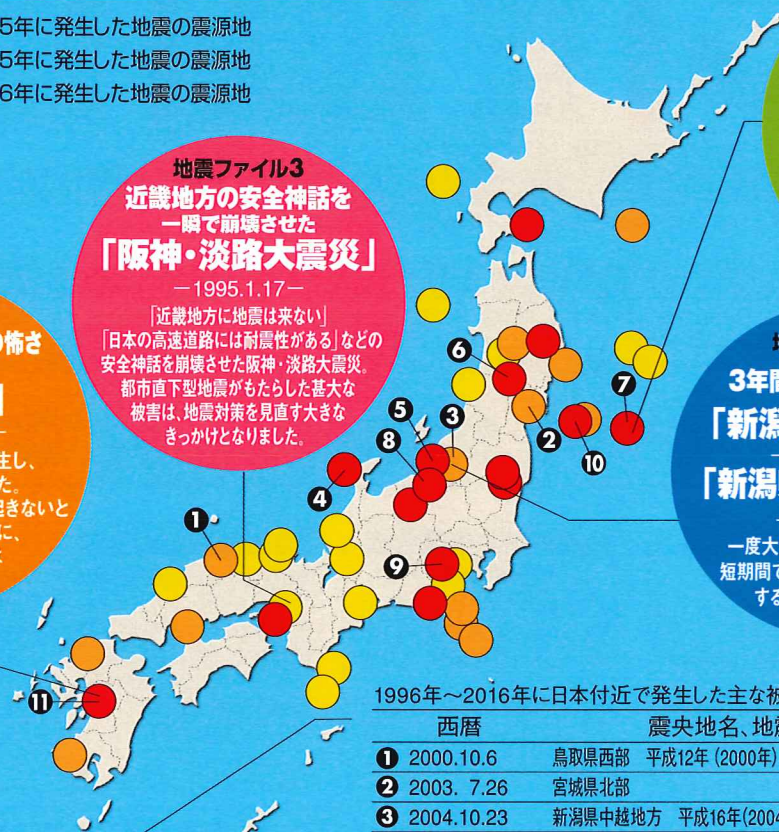 5年に発生した地震の震源地
5年に発生した地震の震源地
6年に発生した地震の震源地
地震ファイル3
近畿地方の安全神話を
一瞬で崩壊させた
「阪神・淡路大震災」
－1995.1.17－
「近畿地方に地震は来ない」
「日本の高速道路には耐震性がある」などの
安全神話を崩壊させた阪神・淡路大震災。
都市直下型地震がもたらした甚大な
被害は、地震対策を見直す大きな
きっかけとなりました。
の怖さ
生し、
た。
起きないと
に、
3年間
「新潟
「新潟
一度大
短期間で
する
6
7
5
3
8
2
10
4
1
9
11
1996年～2016年に日本付近で発生した主な被
西暦
震央地名、地震
1 2000.10.6 鳥取県西部 平成12年（2000年）
2 2003. 7.26 宮城県北部
3 2004.10.23 新潟県中越地方 平成16年(2004